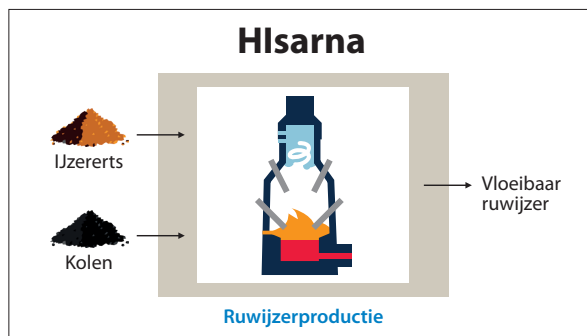 HIsarna
IJzererts
Kolen
Vloeibaar
ruwijzer
Ruwijzerproductie